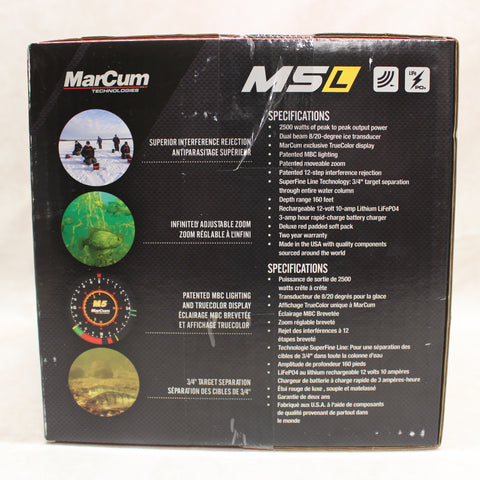 MarCum
TECHNOLOGIES
M5L
LiFe
PO4
SUPERIOR INTERFERENCE REJECTION
ANTIPARASITAGE SUPÉRIEUR
INFINITELY ADJUSTABLE ZOOM
ZOOM RÉGLABLE À L'INFINI
M5
MarCum
PATENTED MBC LIGHTING
AND TRUECOLOR DISPLAY
ÉCLAIRAGE MBC BREVETÉE
ET AFFICHAGE TRUECOLOR
3/4" TARGET SEPARATION
SÉPARATION DES CIBLES DE 3/4"
SPECIFICATIONS
• 2500 watts of peak to peak output power
• Dual beam 8/20-degree ice transducer
• MarCum exclusive TrueColor display
• Patented MBC lighting
• Patented moveable zoom
• Patented 12-step interference rejection
• SuperFine Line Technology: 3/4" target separation
through entire water column
• Depth range 160 feet
• Rechargeable 12-volt 10-amp Lithium LiFePO4
• 3-amp hour rapid-charge battery charger
• Deluxe red padded soft pack
• Two year warranty
• Made in the USA with quality components
sourced around the world
SPECIFICATIONS
• Puissance de sortie de 2500
watts crête à crête
• Transducteur de 8/20 degrés pour la glace
• Affichage TrueColor unique à MarCum
• Éclairage MBC Brevetée
• Zoom réglable breveté
• Rejet des interférences à 12
étapes breveté
• Technologie SuperFine Line: Pour une séparation des
cibles de 3/4" dans toute la colonne d'eau
• Amplitude de profondeur 160 pieds
• LiFePO4 au lithium rechargeable 12 volts 10 ampères
• Chargeur de batterie à charge rapide de 3 ampères-heure
• Étui rouge de luxe , souple et matelassé
• Garantie de deux ans
• Fabriqué aux U.S.A. à l'aide de composants
de qualité provenant de partout dans
le monde